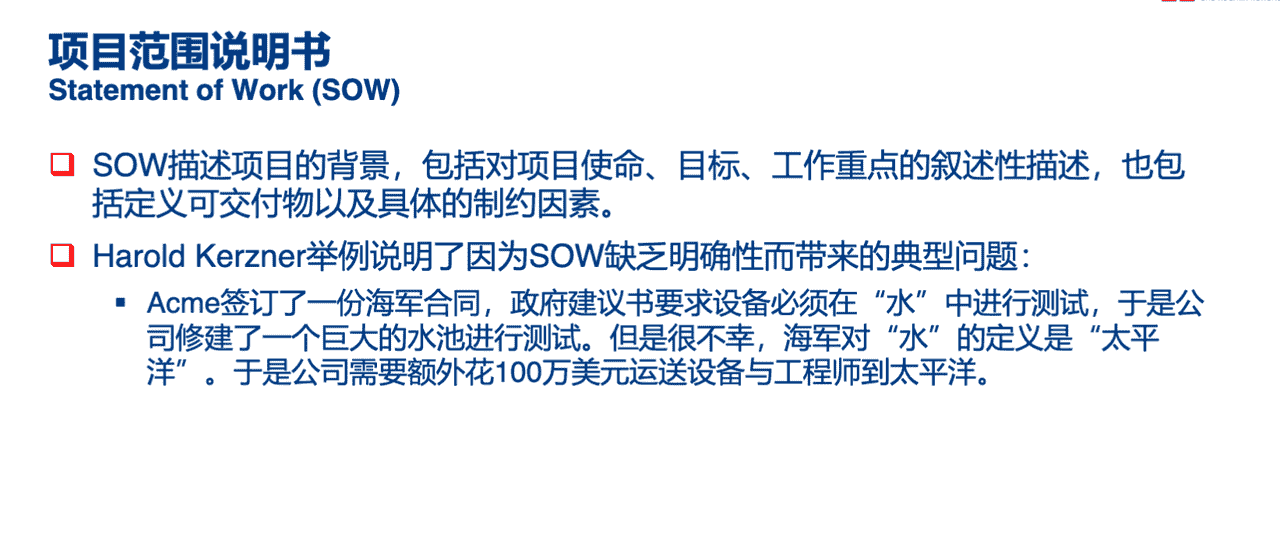 项目范围说明书
Statement of Work (SOW)
SOW描述项目的背景，包括对项目使命、目标、工作重点的叙述性描述，也包
括定义可交付物以及具体的制约因素。
Harold Kerzner举例说明了因为SOW缺乏明确性而带来的典型问题：
Acme签订了一份海军合同，政府建议书要求设备必须在“水”中进行测试，于是公
司修建了一个巨大的水池进行测试。但是很不幸，海军对“水”的定义是“太平
洋”。于是公司需要额外花100万美元运送设备与工程师到太平洋。